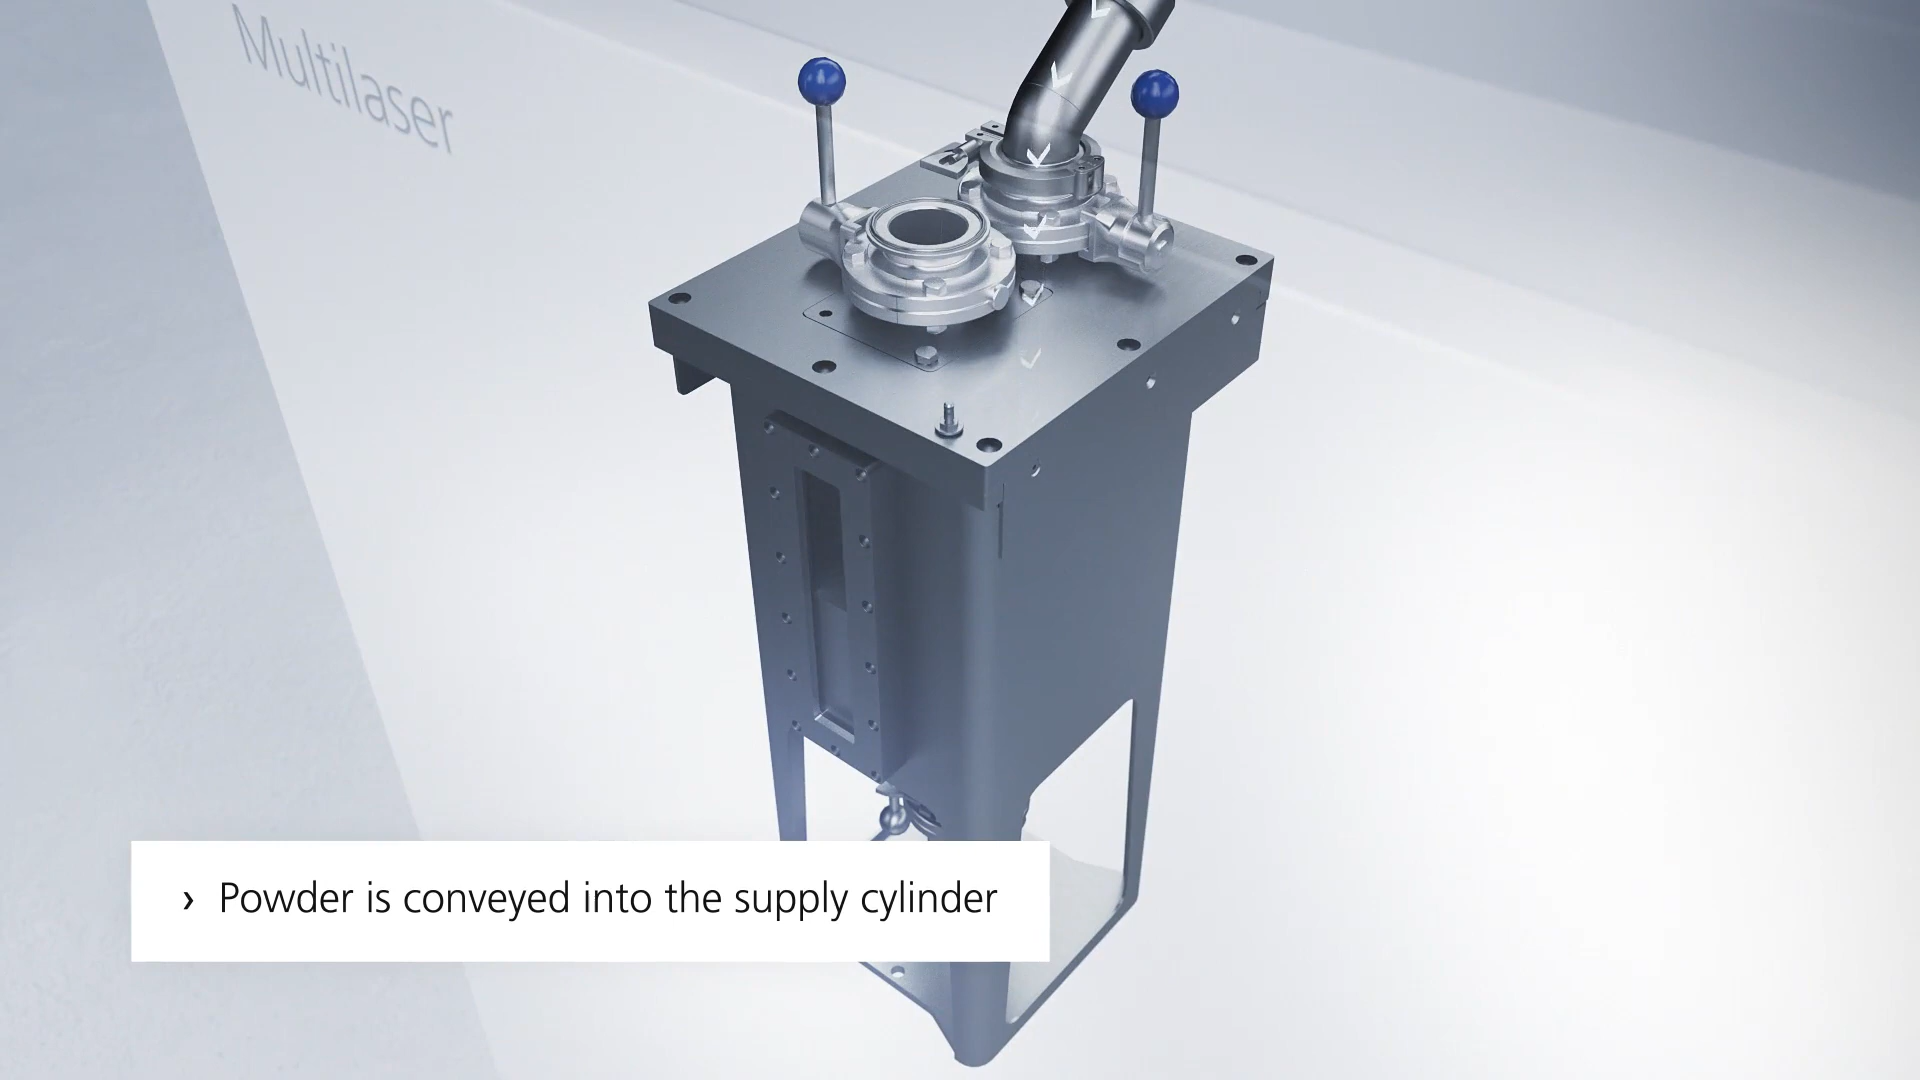 Multilaser
› Powder is conveyed into the supply cylinder